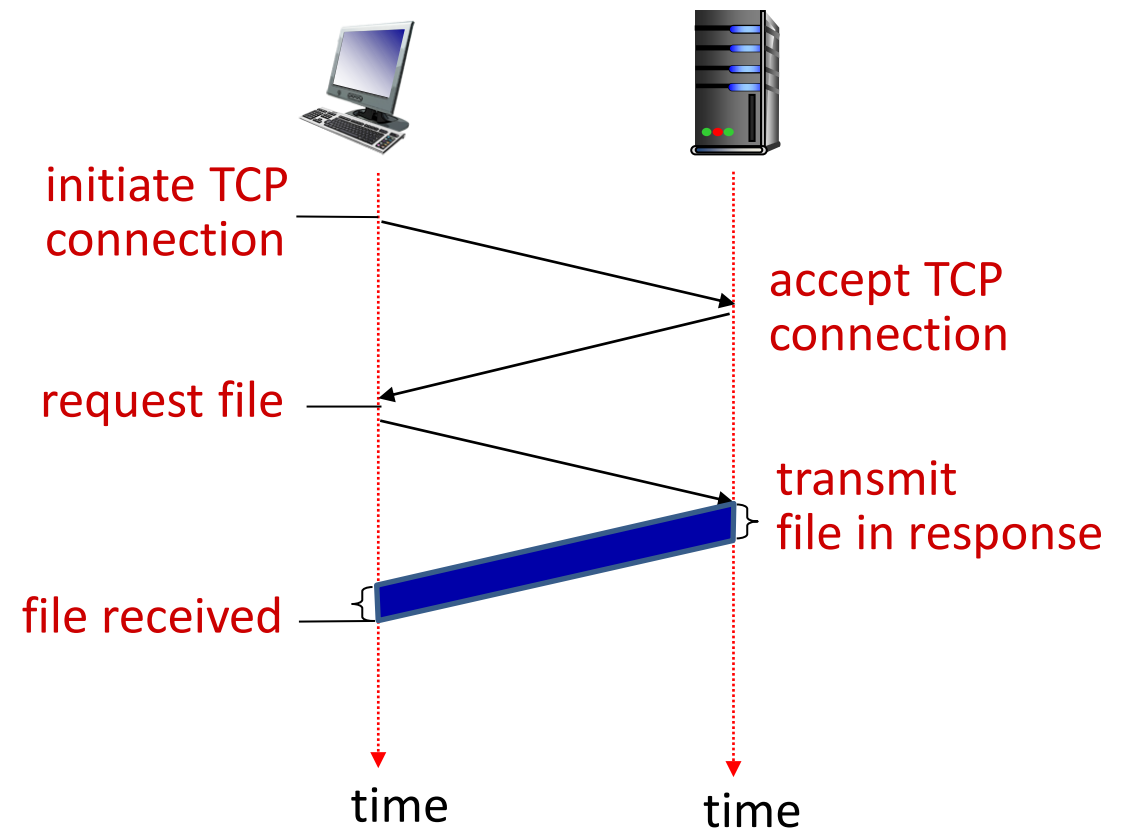 initiate TCP
connection
accept TCP
connection
request file
transmit
file in response
file received
time
time